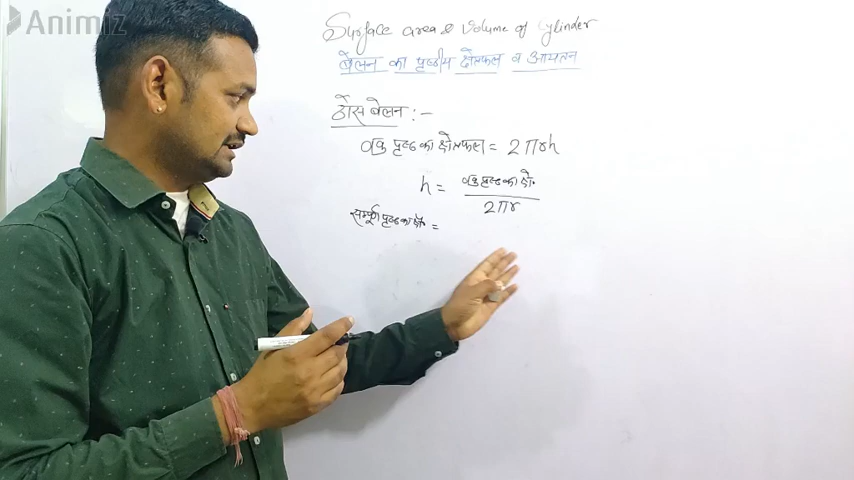 Animiz
Surface area & Volume of Cylinder
बेलन का पृष्ठीय क्षेत्रफल व आयतन
ठोस बेलन :-
वक्र पृष्ठ का क्षेत्रफल = 2πrh
h = वक्र पृष्ठ का क्षे॰
2πr
सम्पूर्ण पृष्ठ का क्षे॰ =